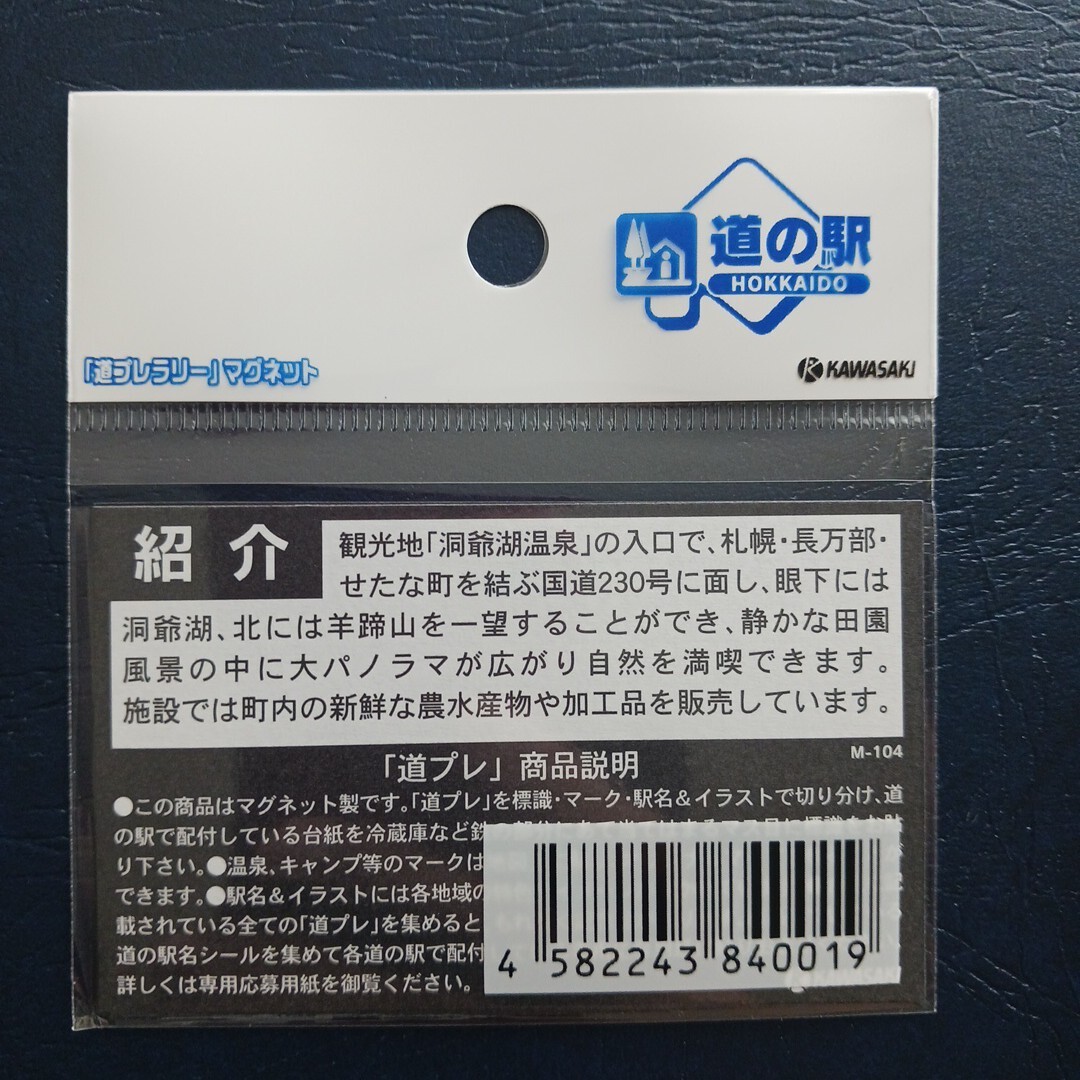 道の駅
HOKKAIDO
「道プレラリー」マグネット
KAWASAKI
紹介
観光地「洞爺湖温泉」の入口で、札幌・長万部・
せたな町を結ぶ国道230号に面し、眼下には
洞爺湖、北には羊蹄山を一望することができ、静かな田園
風景の中に大パノラマが広がり自然を満喫できます。
施設では町内の新鮮な農水産物や加工品を販売しています。
M-104
「道プレ」商品説明
●この商品はマグネット製です。「道プレ」を標識・マーク・駅名＆イラストで切り分け、道
の駅で配付している台紙を冷蔵庫など鉄
り下さい。●温泉、キャンプ等のマークは
できます。●駅名＆イラストには各地域の
載されている全ての「道プレ」を集めると
道の駅名シールを集めて各道の駅で配付
詳しくは専用応募用紙を御覧ください。
4 582243 840019
KAWASAKI